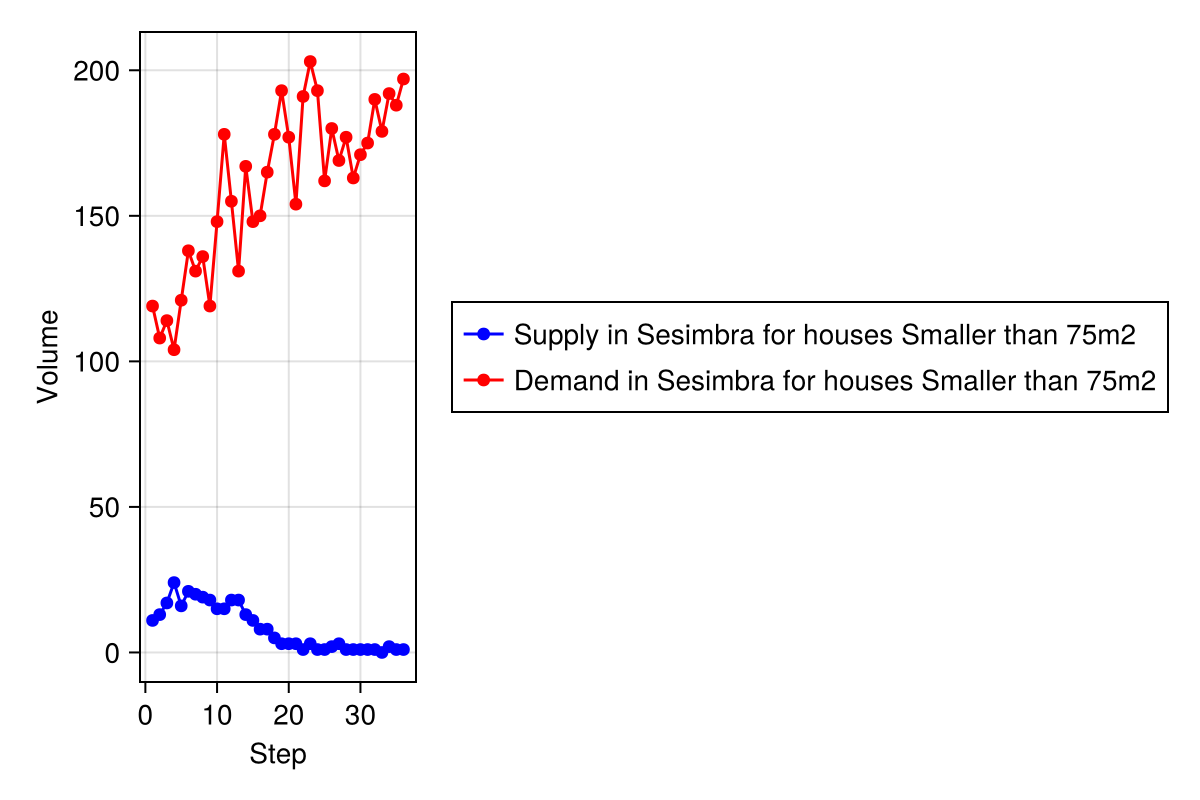 200
150
100
50
0
Volume
0 10 20 30
Step
Supply in Sesimbra for houses Smaller than 75m2
Demand in Sesimbra for houses Smaller than 75m2